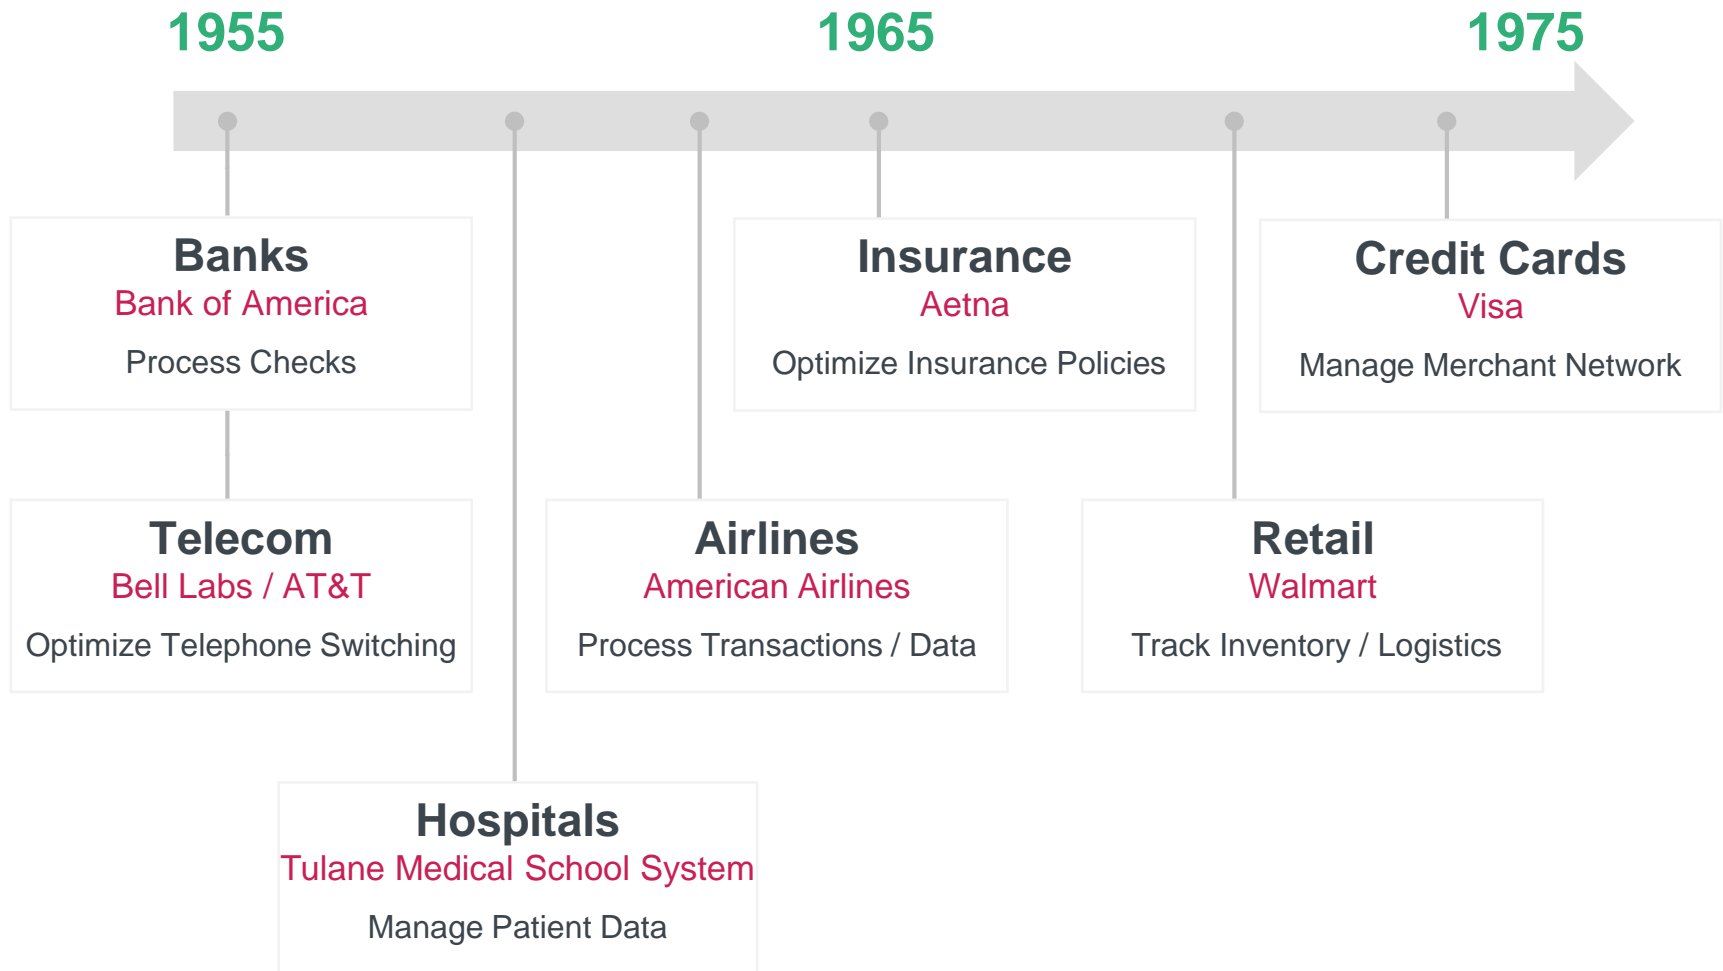 1955
1965
1975
Banks
Bank of America
Process Checks
Insurance
Aetna
Optimize Insurance Policies
Credit Cards
Visa
Manage Merchant Network
Telecom
Bell Labs / AT&T
Optimize Telephone Switching
Airlines
American Airlines
Process Transactions / Data
Retail
Walmart
Track Inventory / Logistics
Hospitals
Tulane Medical School System
Manage Patient Data